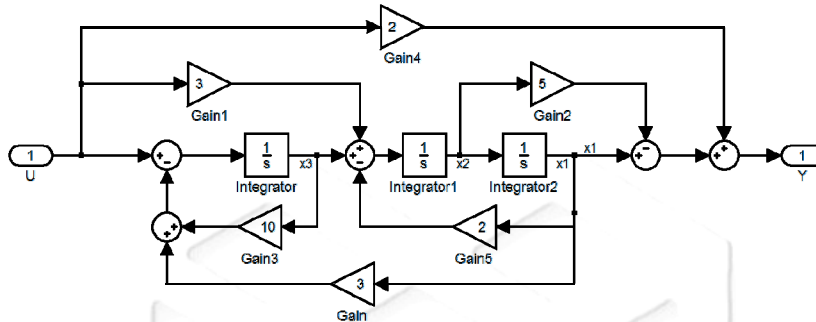 2
Gain4
3
Gain1
5
Gain2
1
U
1
s
Integrator
x3
1
s
Integrator1
x2
1
s
Integrator2
x1
x1
1
Y
10
Gain3
2
Gain5
3
Gain